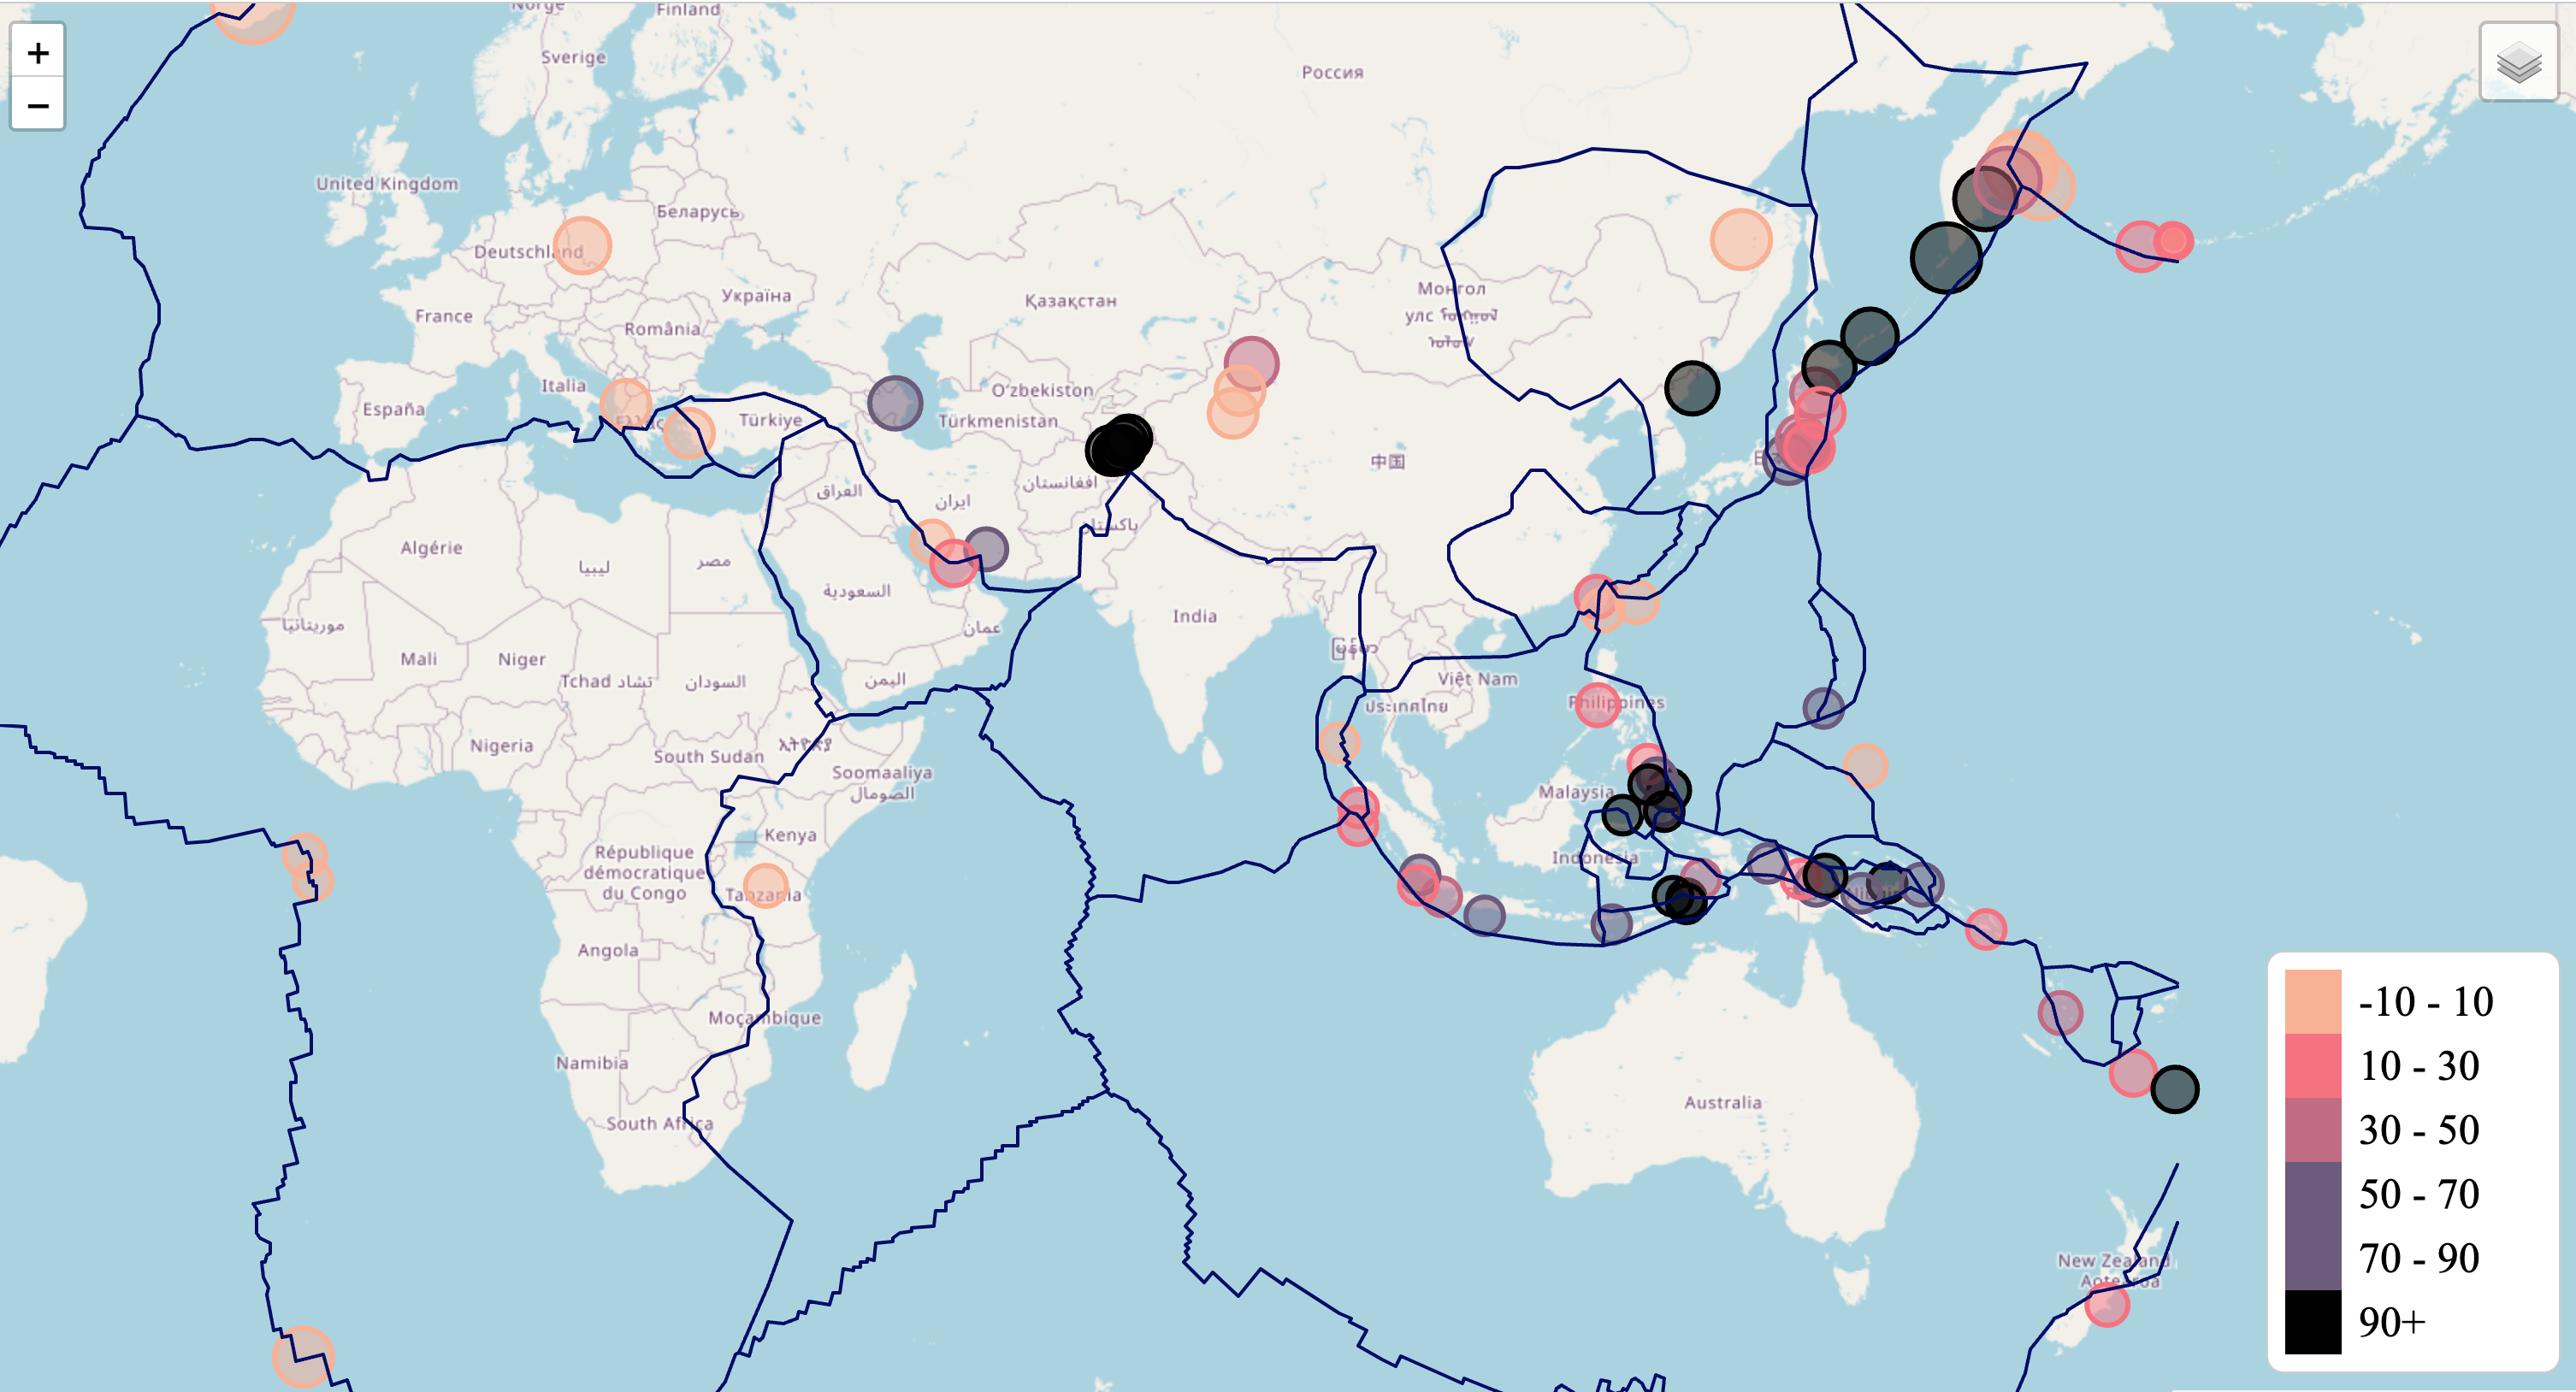 +
−
Norge
Finland
Sverige
Россия
United Kingdom
Беларусь
Deutschland
Україна
Қазақстан
Монгол
улс
France
România
Italia
O'zbekiston
España
Türkiye
Türkmenistan
中国
افغانستان
العراق
ایران
پاکستان
Algérie
ليبيا
مصر
السعودية
India
عمان
موريتانيا
Mali
Niger
Tchad تشاد
السودان
اليمن
Việt Nam
Philippines
ประเทศไทย
Nigeria
South Sudan
ኢትዮጵያ
Soomaaliya
الصومال
Malaysia
Kenya
Indonesia
République
démocratique
du Congo
Tanzania
Angola
Moçambique
Namibia
South Africa
Australia
New Zealand
Aotearoa
-10 - 10
10 - 30
30 - 50
50 - 70
70 - 90
90+